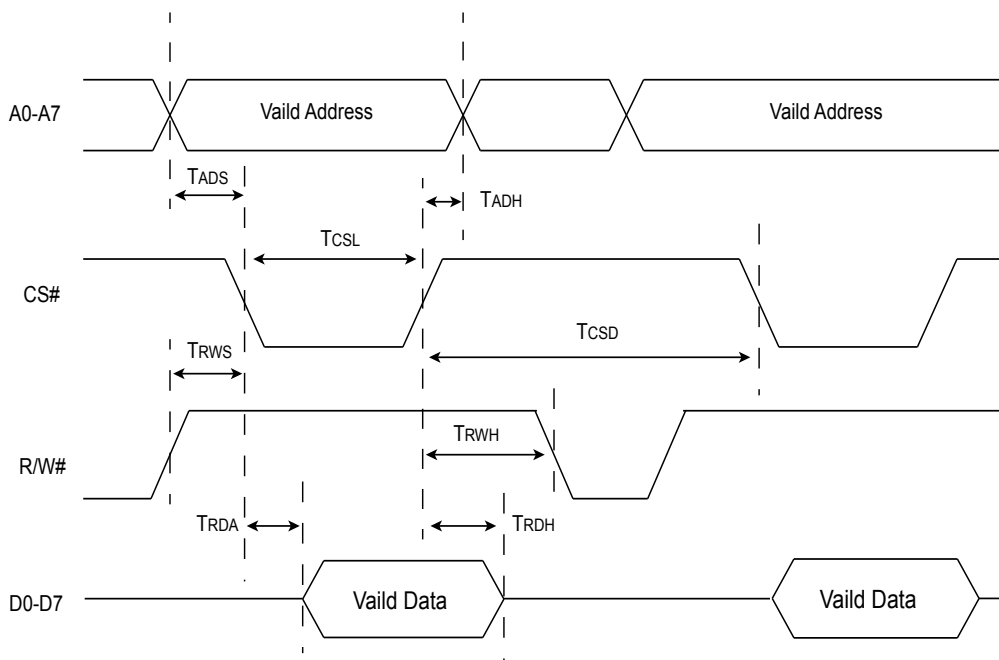 A0-A7
Vaild Address
Vaild Address
TADS
TADH
TCSL
CS#
TCSD
TRWS
TRWH
R/W#
TRDA
TRDH
D0-D7
Vaild Data
Vaild Data